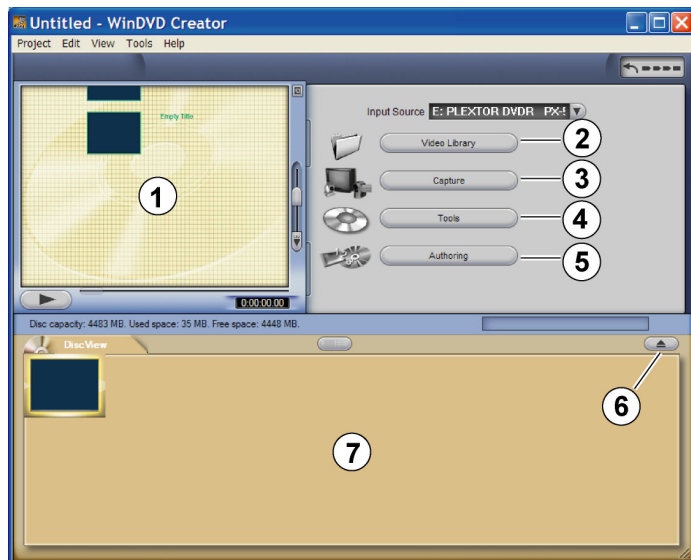 Untitled - WinDVD Creator
Project Edit View Tools Help
Empty Title
Input Source E: PLEXTOR DVDR PX-
Video Library 2
Capture 3
1
Tools 4
Authoring 5
0:00:00.00
Disc capacity: 4483 MB. Used space: 35 MB. Free space: 4448 MB.
DiscView
6
7